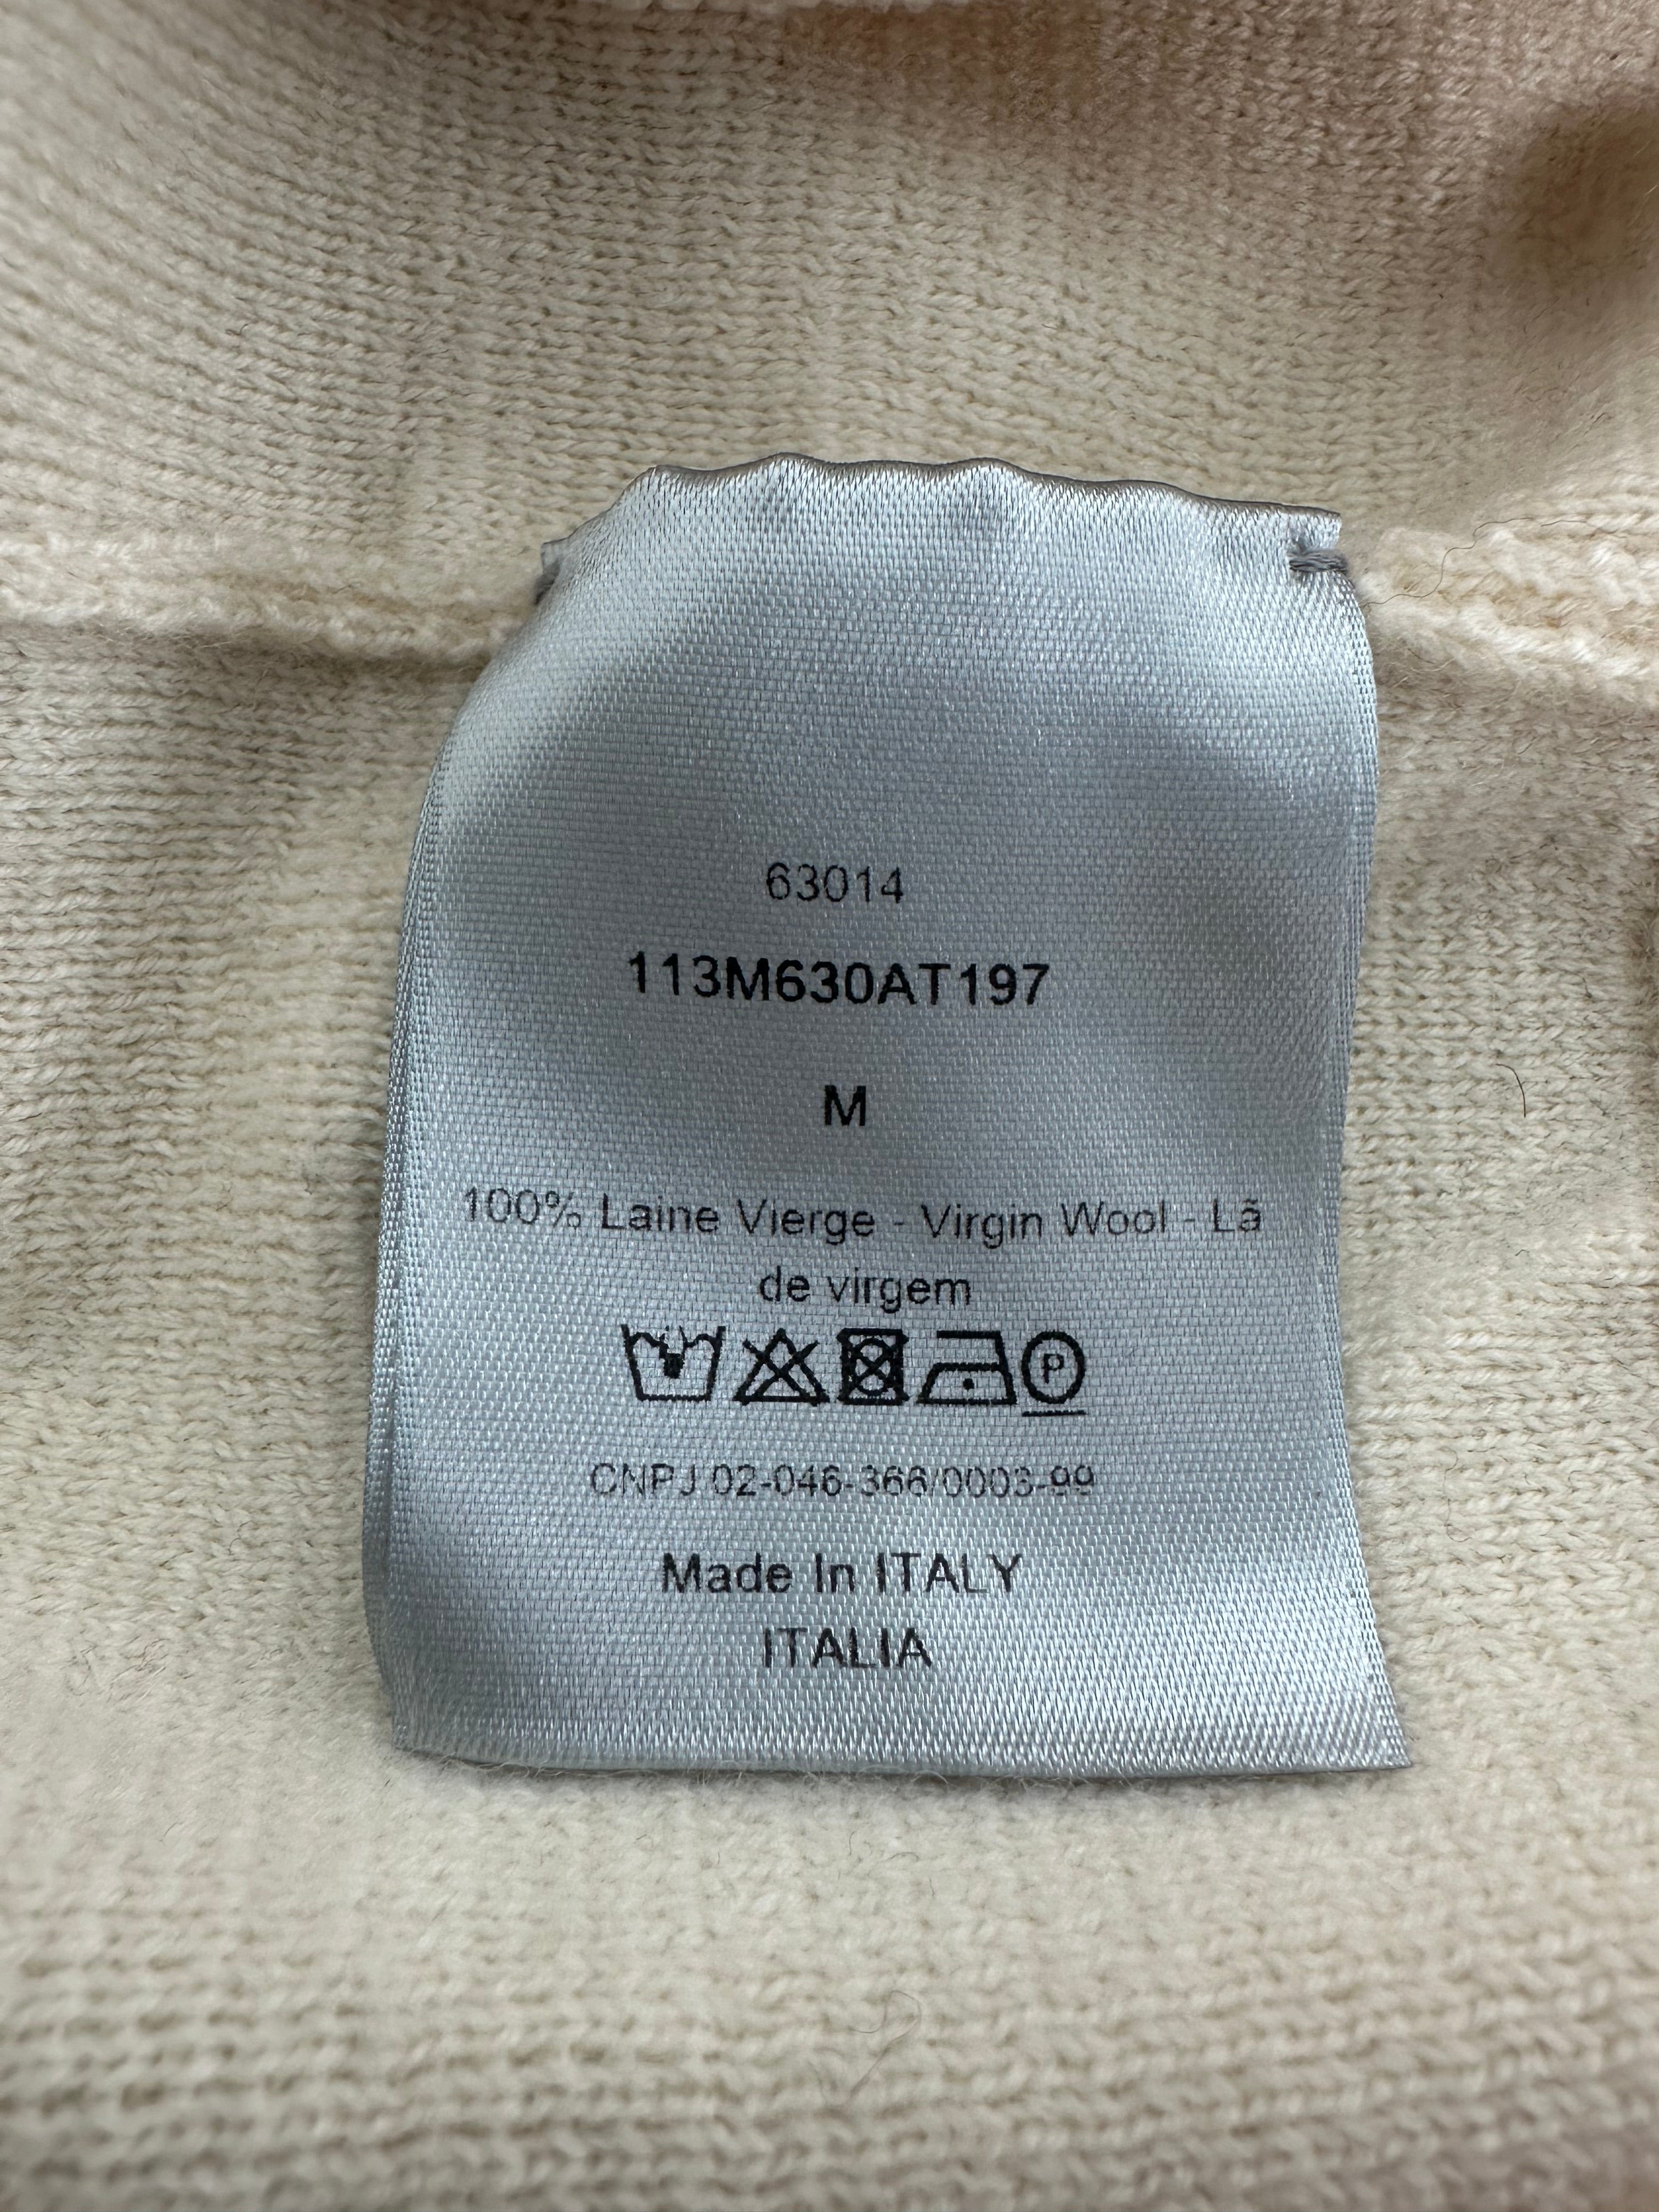 63014
113M630AT197
M
100% Laine Vierge - Virgin Wool - Lã
de virgem
P
CNPJ 02-046-366/0003-99
Made In ITALY
ITALIA